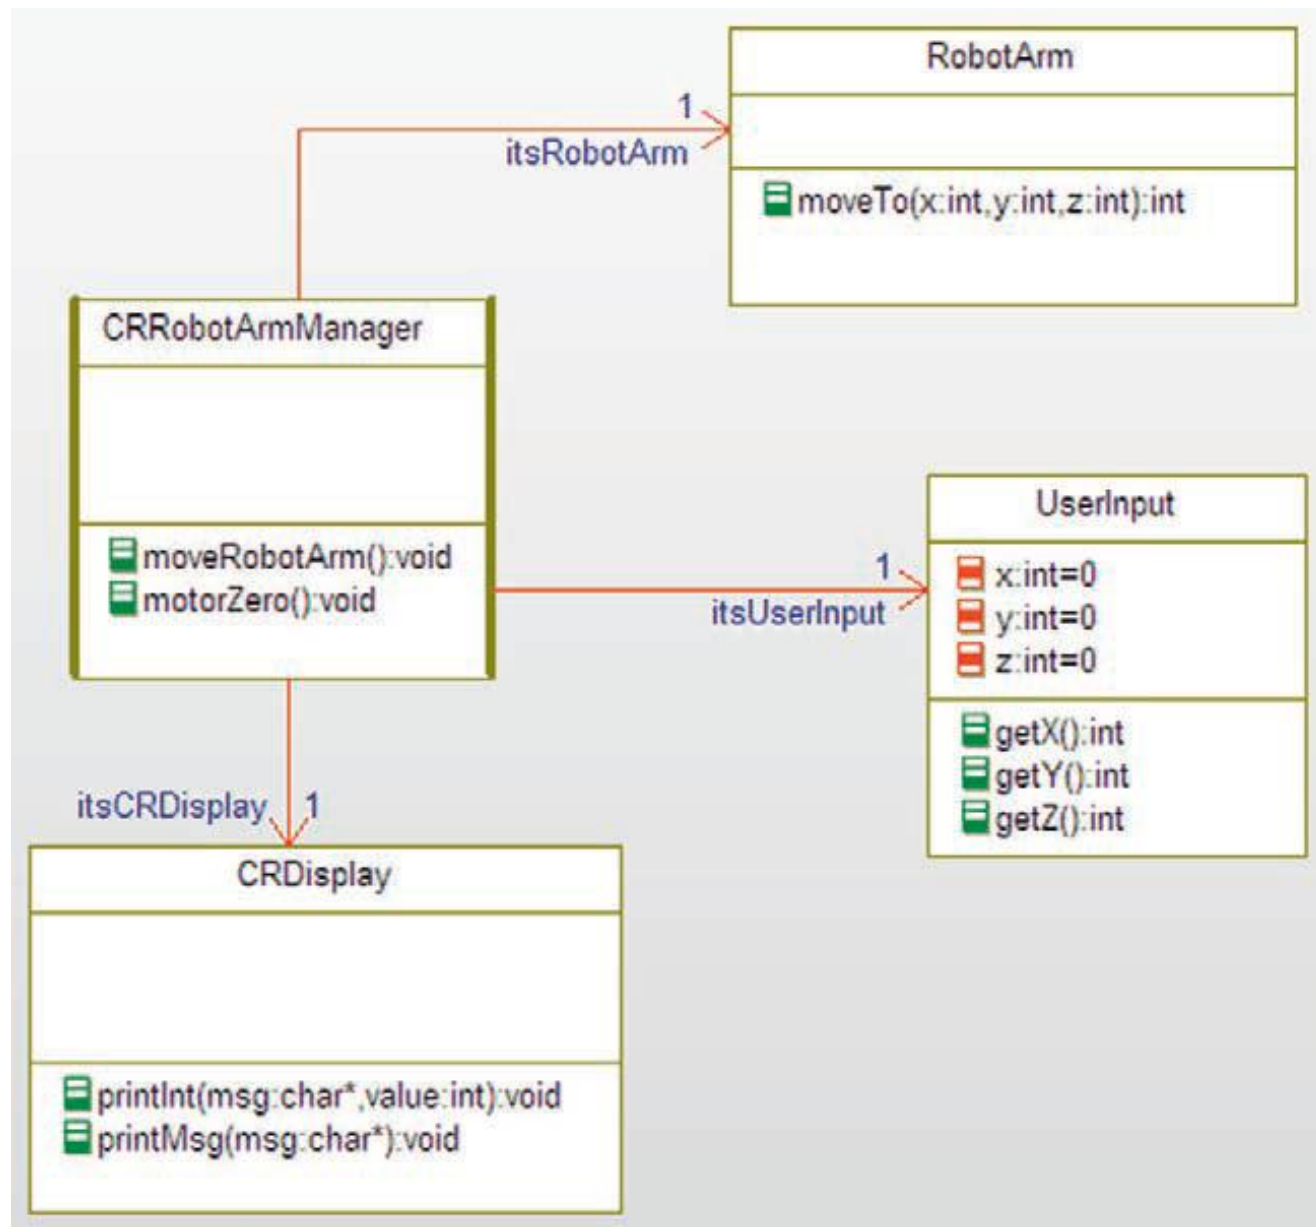 RobotArm
1
itsRobotArm
moveTo(x:int,y:int,z:int):int
CRRobotArmManager
moveRobotArm():void
motorZero():void
1
itsUserInput
UserInput
x:int=0
y:int=0
z:int=0
getX():int
getY():int
getZ():int
itsCRDisplay
1
CRDisplay
printInt(msg:char*,value:int):void
printMsg(msg:char*):void